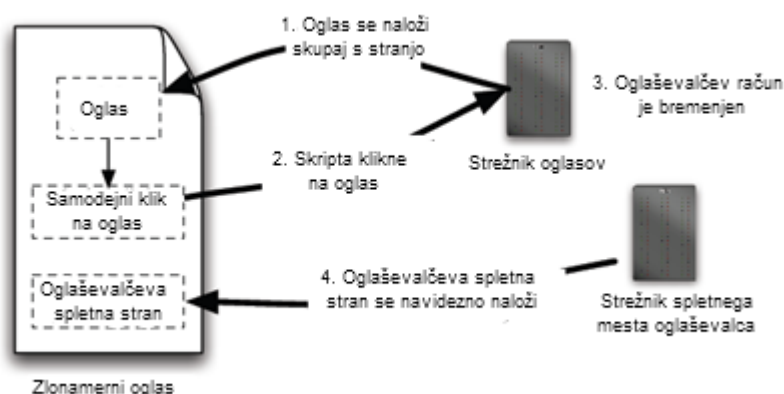 1. Oglas se naloži
skupaj s stranjo
Oglas
3. Oglaševalčev račun
je bremenjen
2. Skripta klikne
na oglas
Strežnik oglasov
Samodejni klik
na oglas
4. Oglaševalčeva spletna
stran se navidezno naloži
Oglaševalčeva
spletna stran
Strežnik spletnega
mesta oglaševalca
Zlonamerni oglas